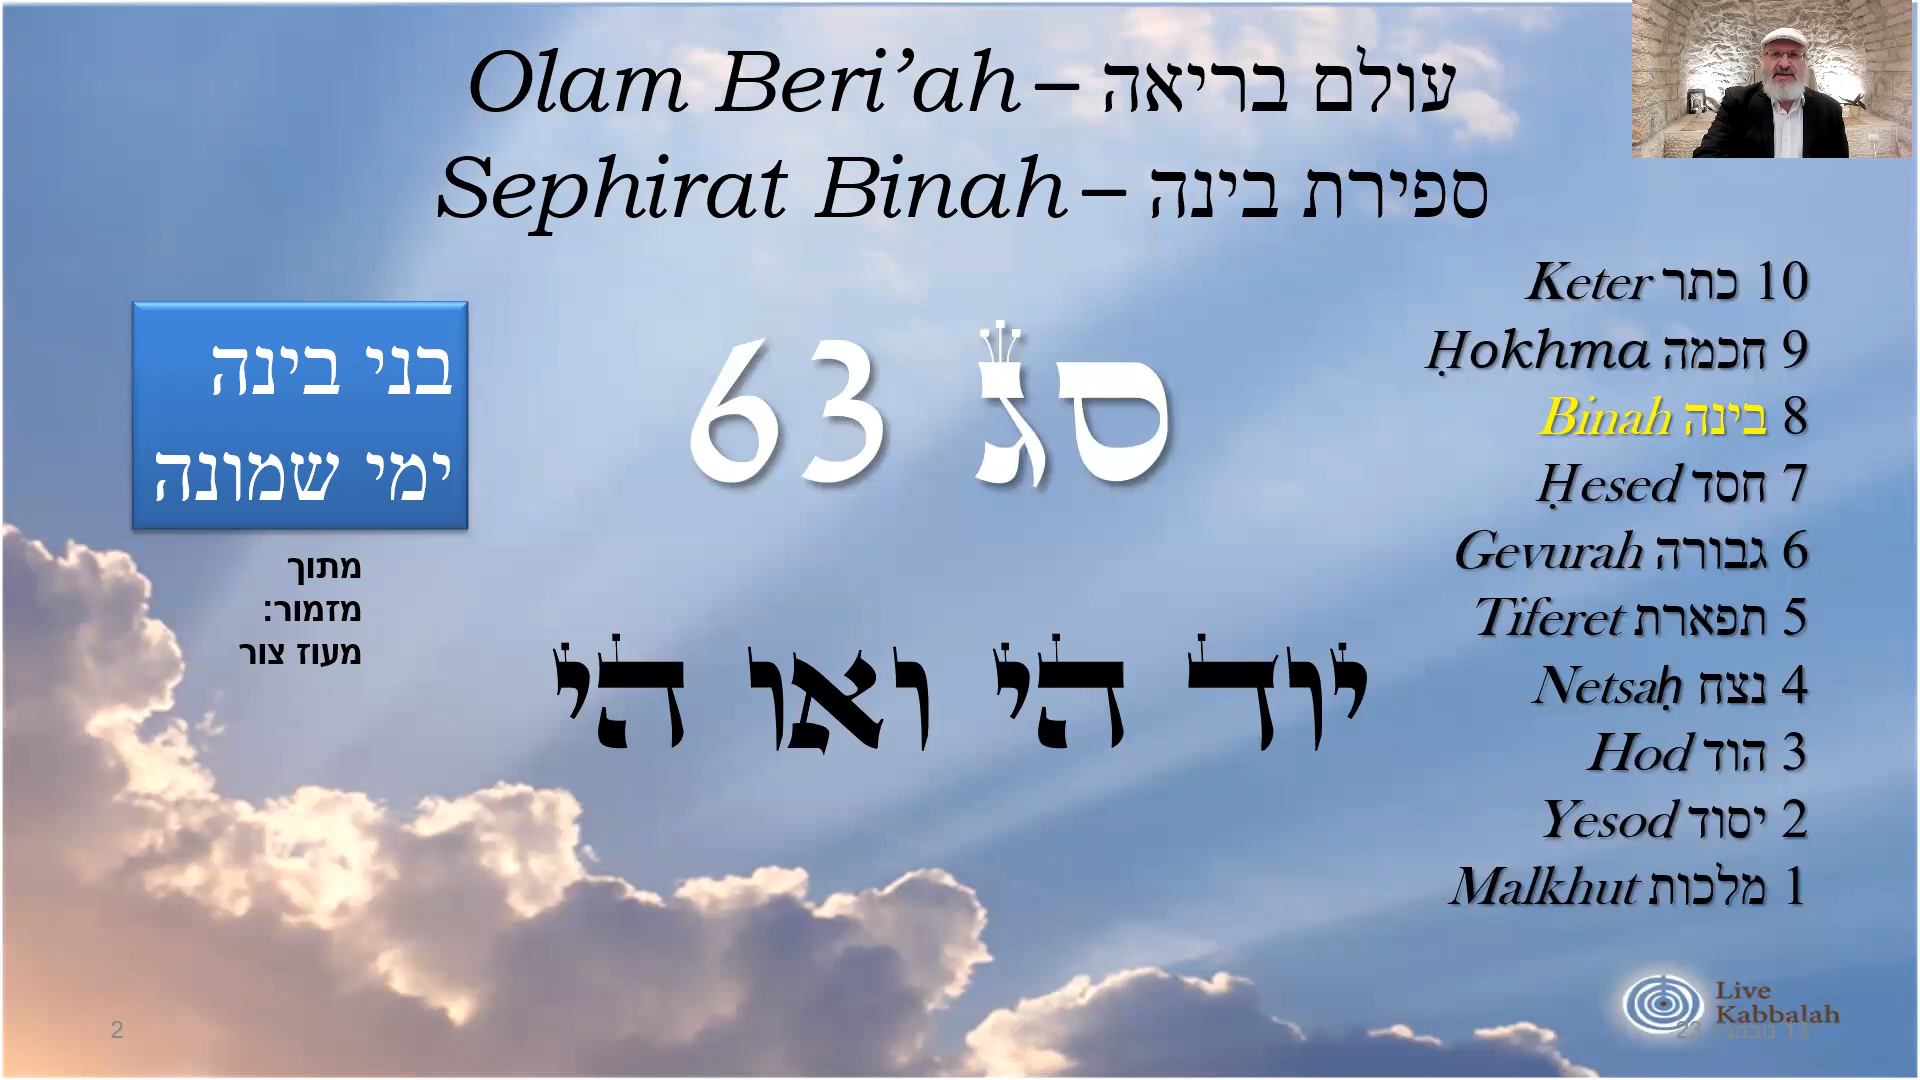 Olam Beri’ah – עולם בריאה
Sephirat Binah – ספירת בינה
בני בינה
ימי שמונה
מתוך
מזמור:
מעוז צור
63 סג
יוד הי ואו הי
10 כתר Keter
9 חכמה Ḥokhma
8 בינה Binah
7 חסד Ḥesed
6 גבורה Gevurah
5 תפארת Tiferet
4 נצח Netsaḥ
3 הוד Hod
2 יסוד Yesod
1 מלכות Malkhut
Live
Kabbalah
2